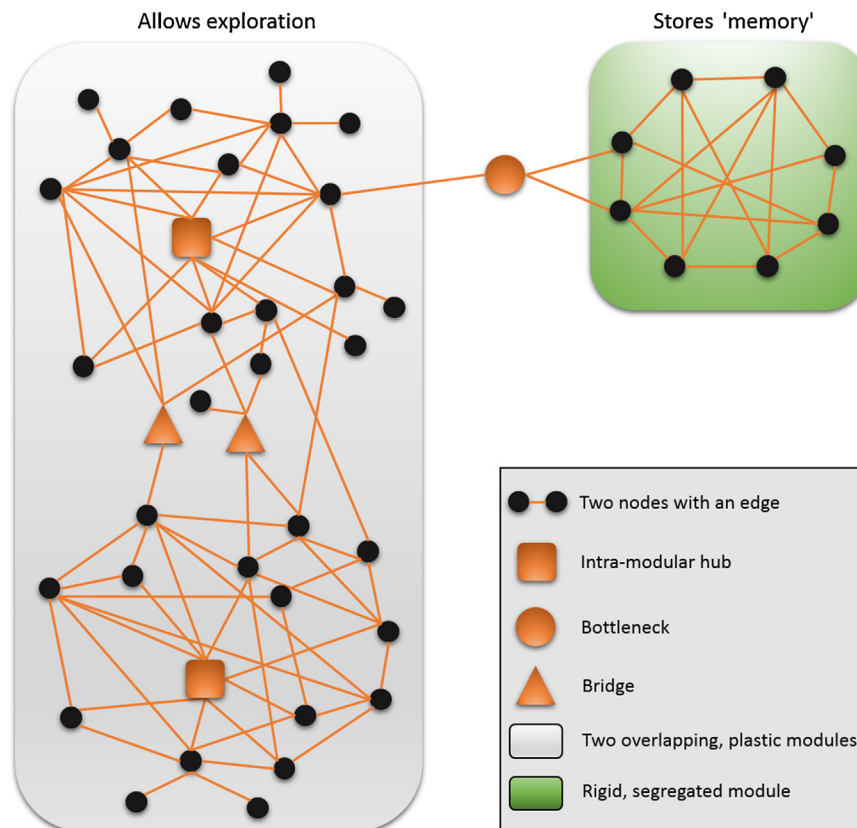 Allows exploration
Stores 'memory'
Two nodes with an edge
Intra-modular hub
Bottleneck
Bridge
Two overlapping, plastic modules
Rigid, segregated module